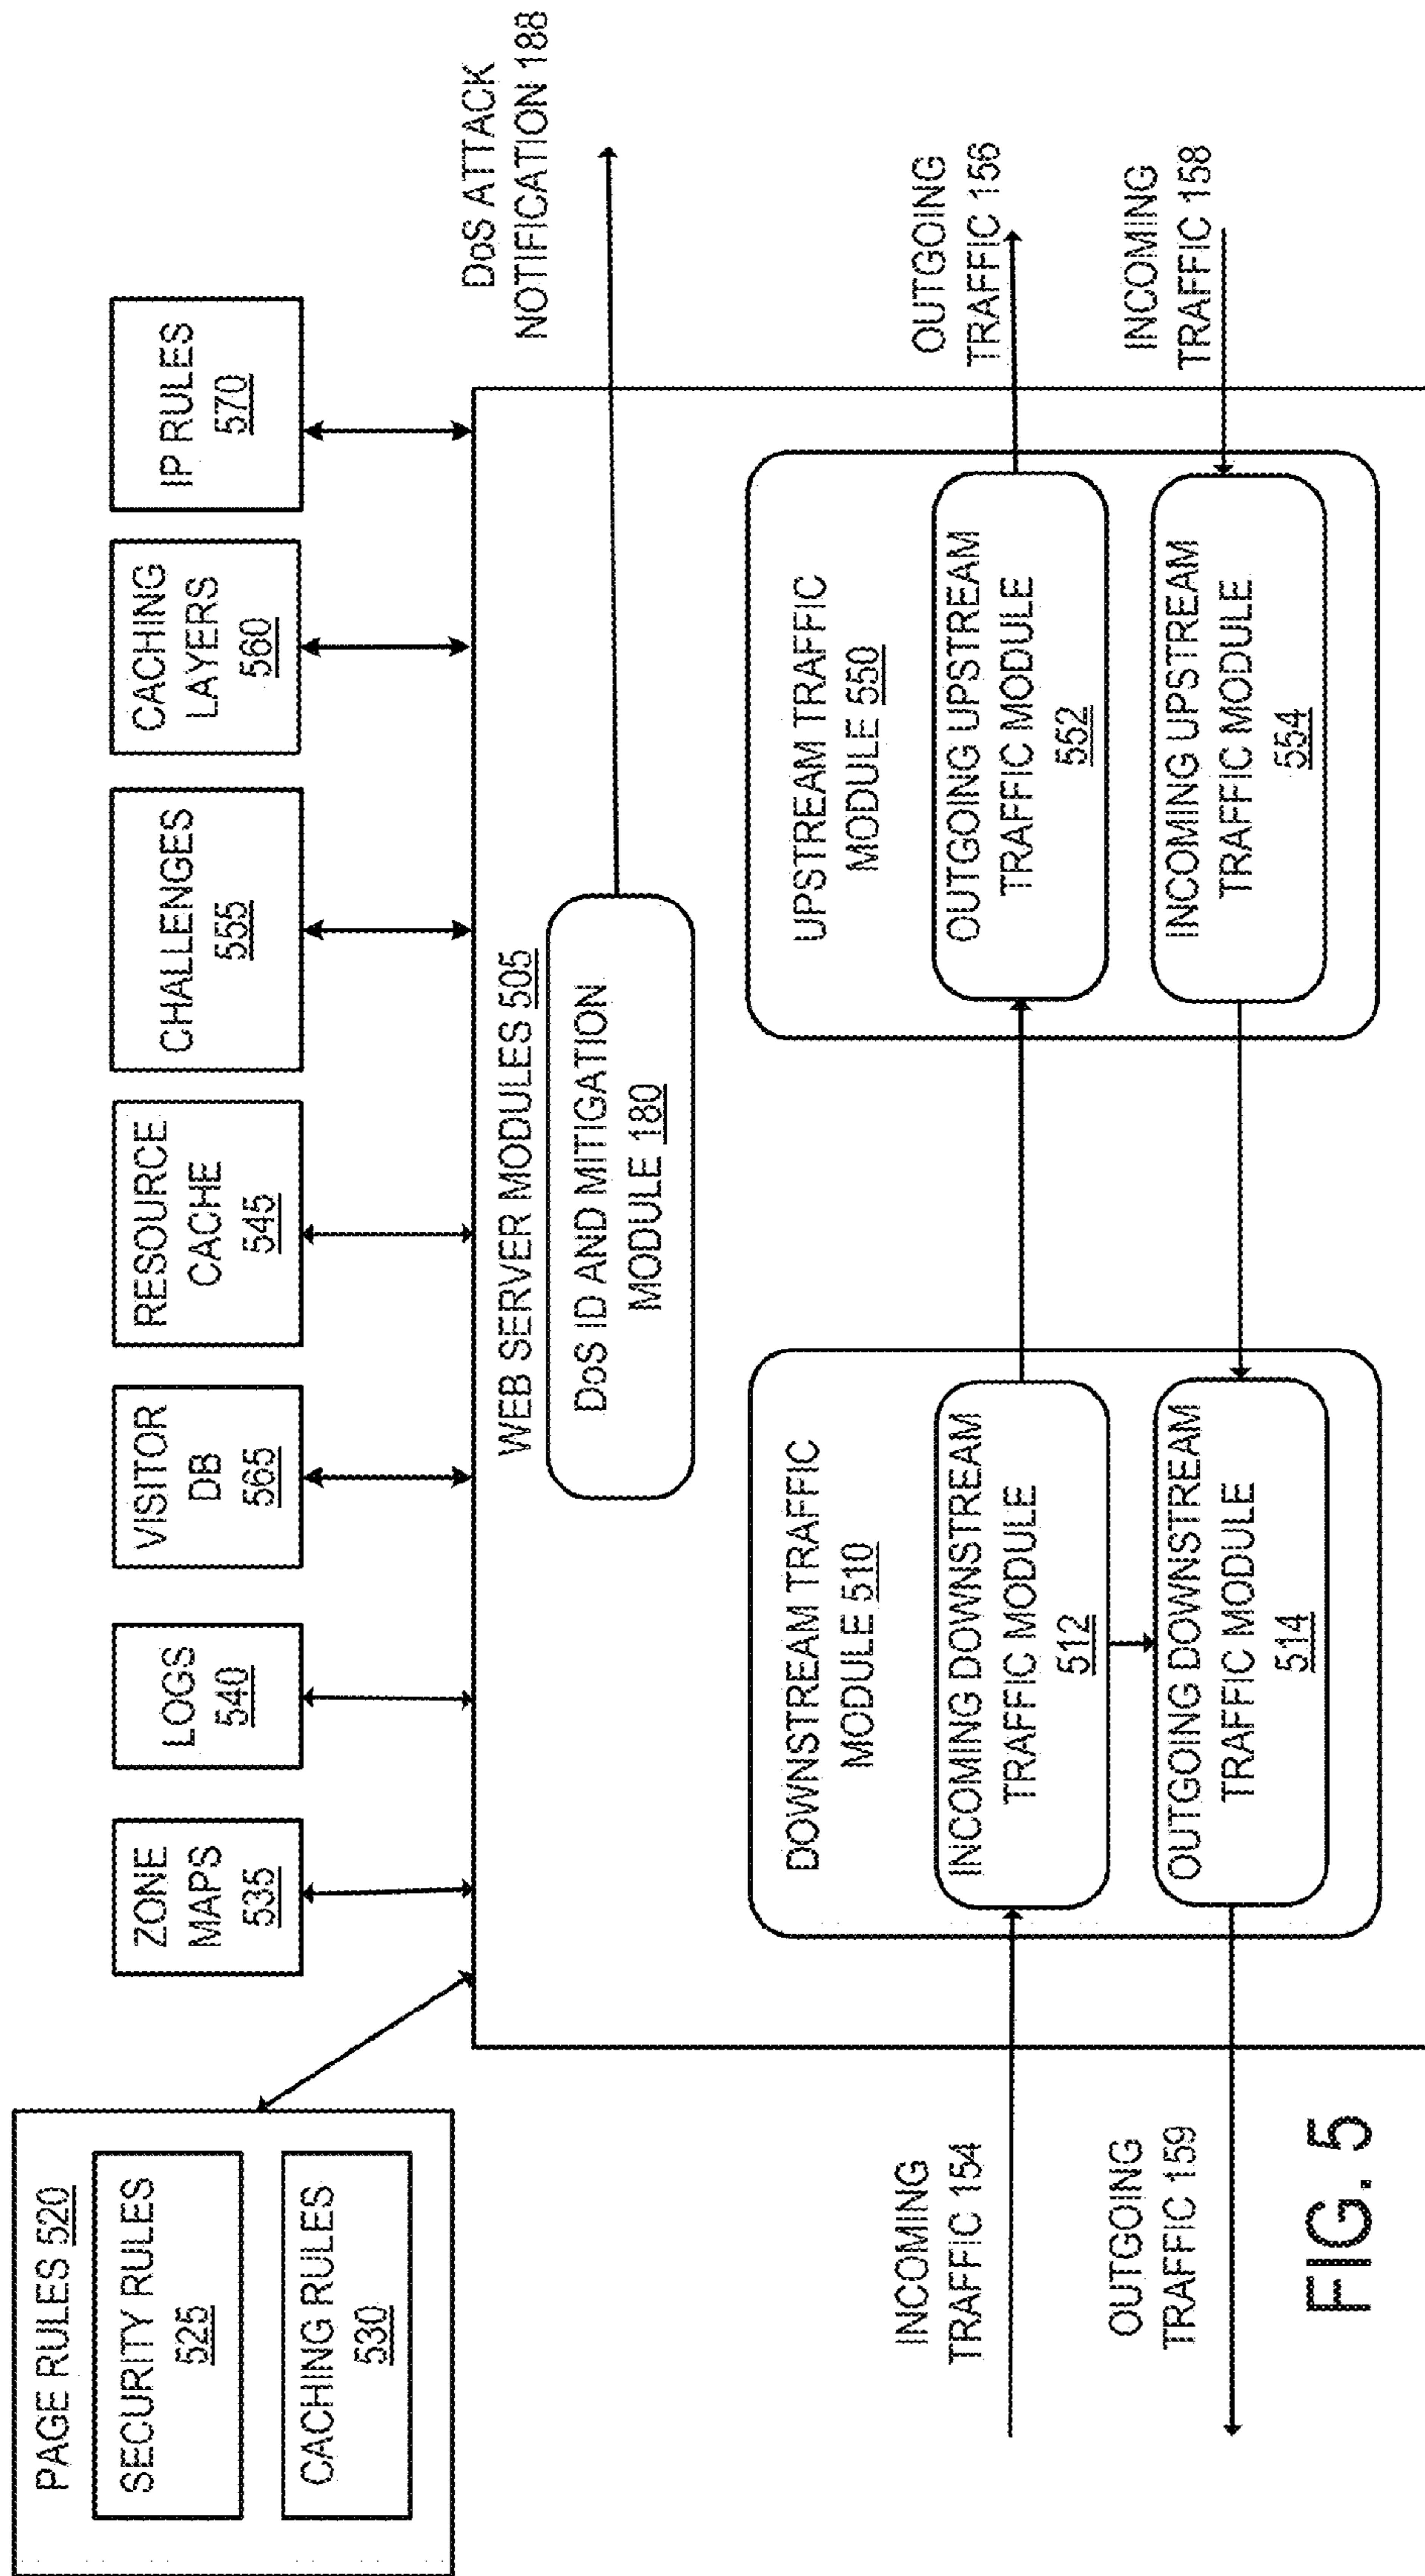 PAGE RULES 520
SECURITY RULES
525
CACHING RULES
530
ZONE
MAPS
535
LOGS
540
VISITOR
DB
565
RESOURCE
CACHE
545
CHALLENGES
555
CACHING
LAYERS
560
IP RULES
570
WEB SERVER MODULES 505
DoS ID AND MITIGATION
MODULE 180
DoS ATTACK
NOTIFICATION 188
INCOMING
TRAFFIC 154
OUTGOING
TRAFFIC 159
DOWNSTREAM TRAFFIC
MODULE 510
INCOMING DOWNSTREAM
TRAFFIC MODULE
512
OUTGOING DOWNSTREAM
TRAFFIC MODULE
514
UPSTREAM TRAFFIC
MODULE 550
OUTGOING UPSTREAM
TRAFFIC MODULE
552
INCOMING UPSTREAM
TRAFFIC MODULE
554
OUTGOING
TRAFFIC 156
INCOMING
TRAFFIC 158
FIG. 5